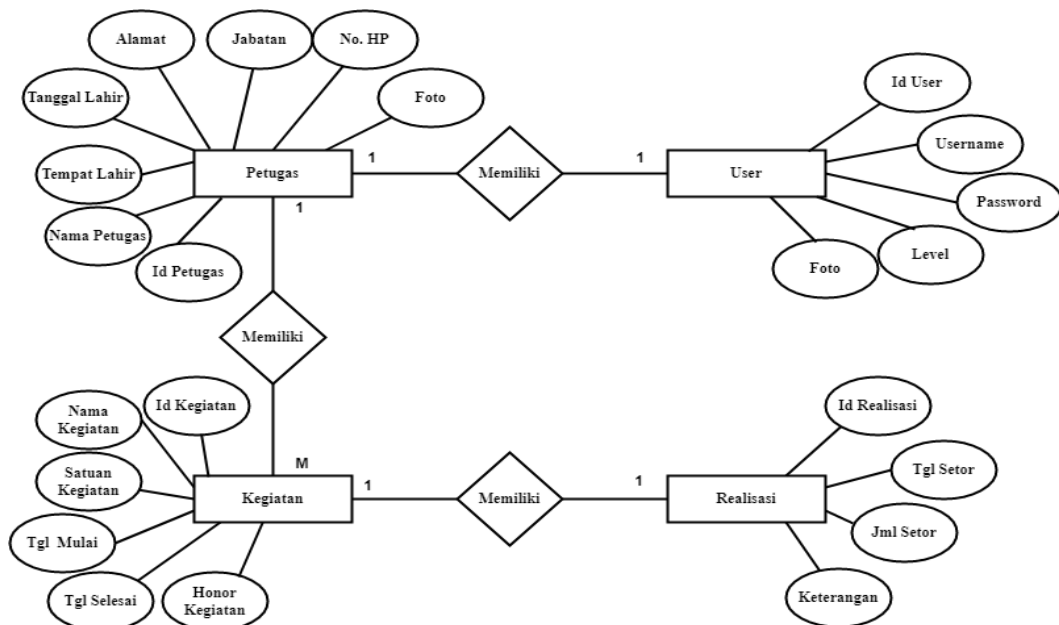 Alamat
Jabatan
No. HP
Tanggal Lahir
Foto
Id User
Username
Tempat Lahir
Petugas
1
Memiliki
1
User
Password
1
Nama Petugas
Id Petugas
Foto
Level
Memiliki
Nama
Kegiatan
Id Kegiatan
Id Realisasi
Satuan
Kegiatan
M
Tgl Setor
Kegiatan
1
Memiliki
1
Realisasi
Tgl Mulai
Jml Setor
Tgl Selesai
Honor
Kegiatan
Keterangan